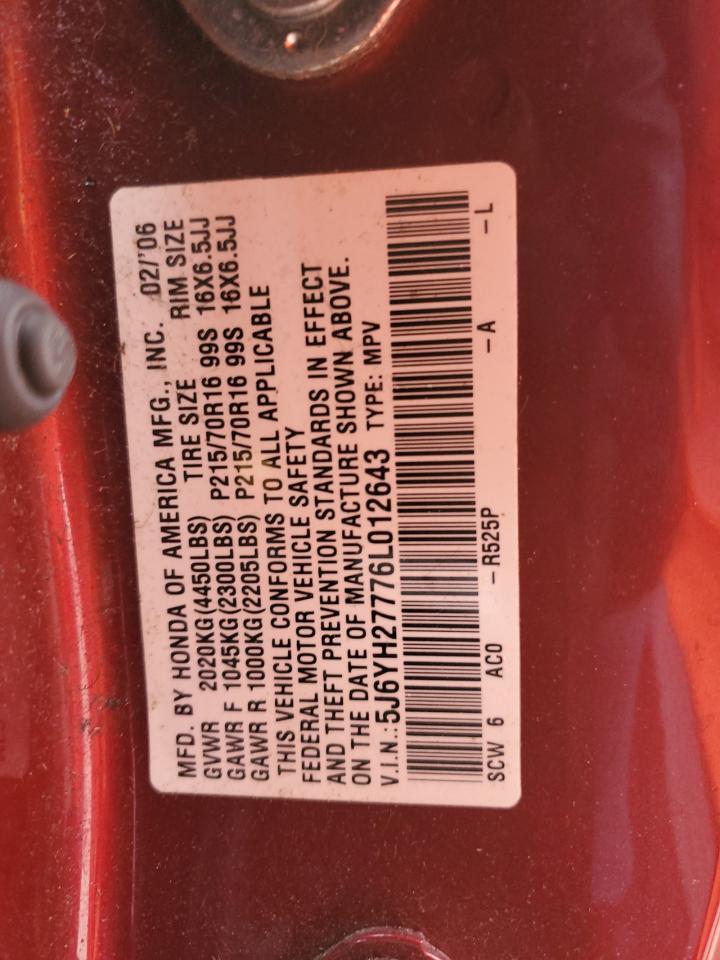 MFD. BY HONDA OF AMERICA MFG., INC. 02/'06
GVWR 2020KG(4450LBS) TIRE SIZE RIM SIZE
GAWR F 1045KG(2300LBS) P215/70R16 99S 16X6.5JJ
GAWR R 1000KG(2205LBS) P215/70R16 99S 16X6.5JJ
THIS VEHICLE CONFORMS TO ALL APPLICABLE
FEDERAL MOTOR VEHICLE SAFETY
AND THEFT PREVENTION STANDARDS IN EFFECT
ON THE DATE OF MANUFACTURE SHOWN ABOVE.
V.I.N.:5J6YH27776L012643 TYPE: MPV
SCW 6 AC0 -R525P -A -L